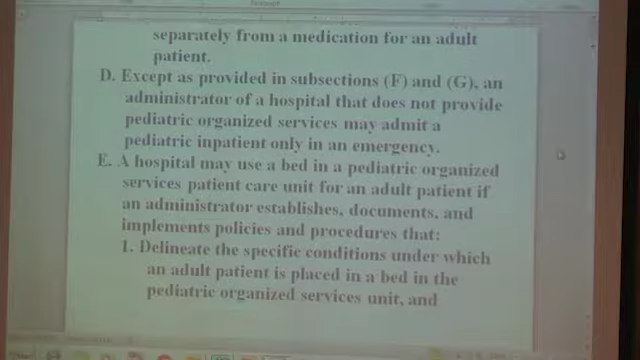 separately from a medication for an adult
patient.
D. Except as provided in subsections (F) and (G), an
administrator of a hospital that does not provide
pediatric organized services may admit a
pediatric inpatient only in an emergency.
E. A hospital may use a bed in a pediatric organized
services patient care unit for an adult patient if
an administrator establishes, documents, and
implements policies and procedures that:
1. Delineate the specific conditions under which
an adult patient is placed in a bed in the
pediatric organized services unit, and